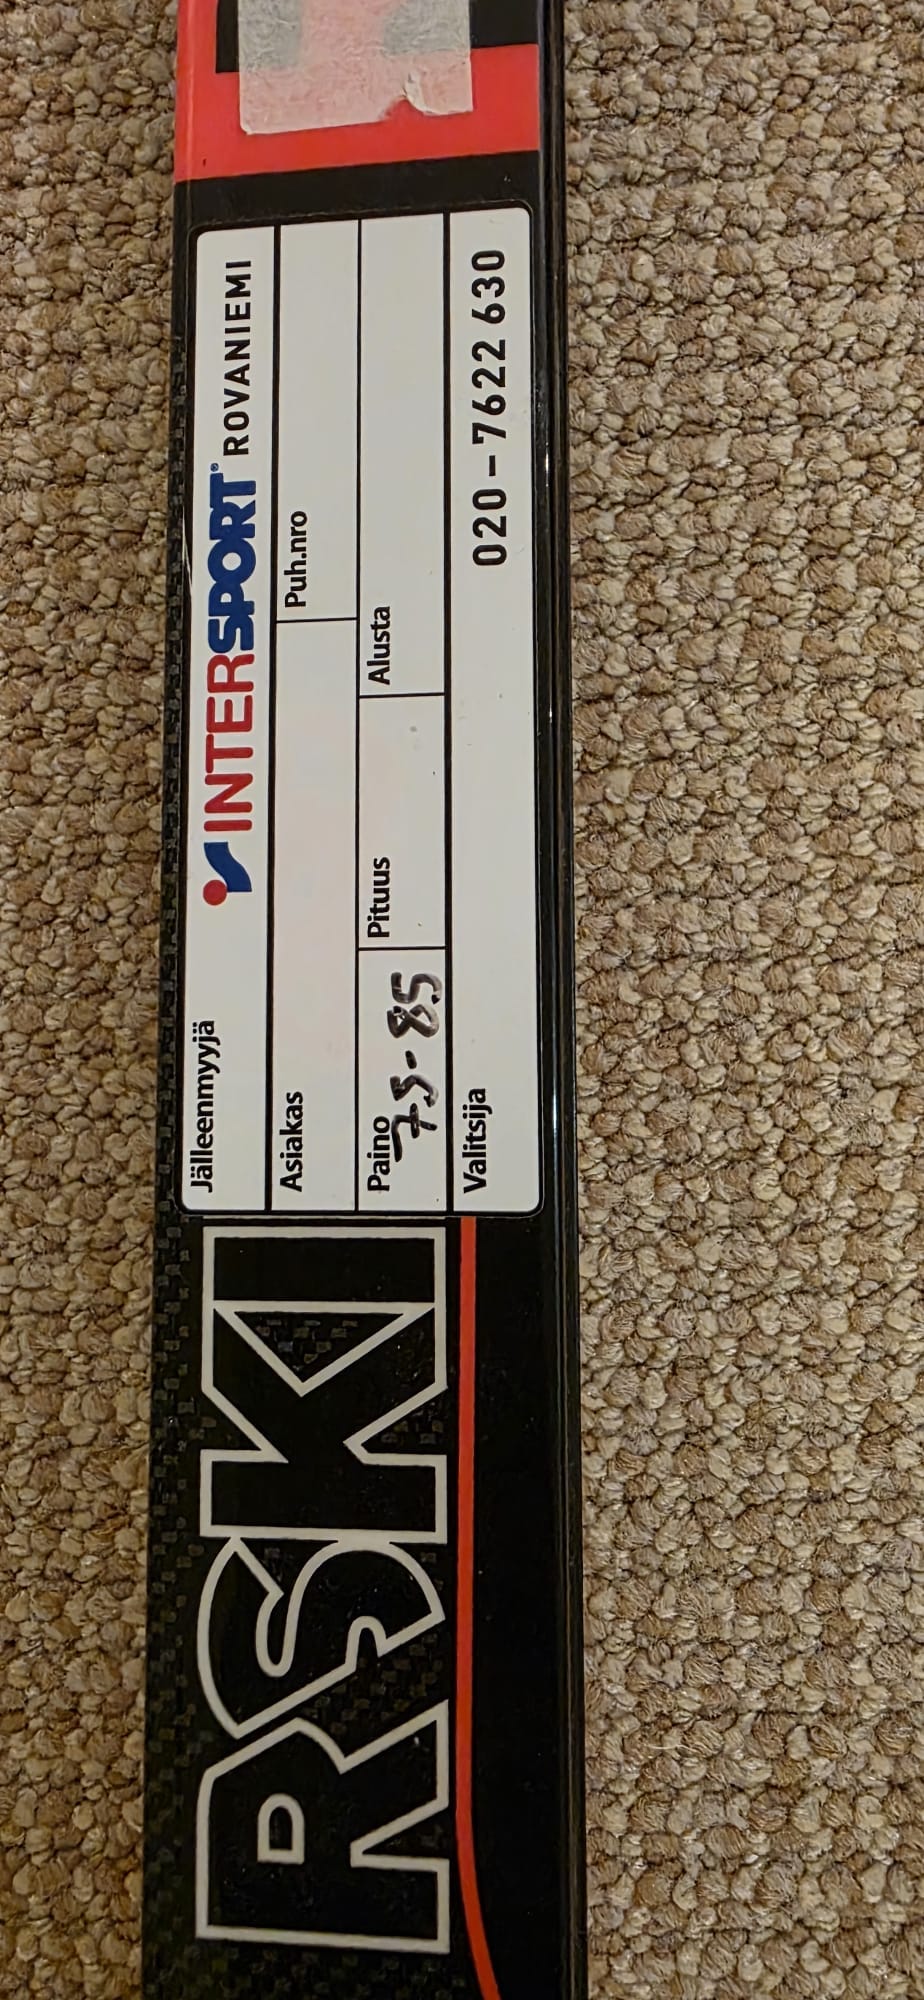 Jälleenmyyjä INTERSPORT® ROVANIEMI
Asiakas Puh.nro
Paino 75-85 Pituus Alusta
Valitsija 020-7622 630
RSKI